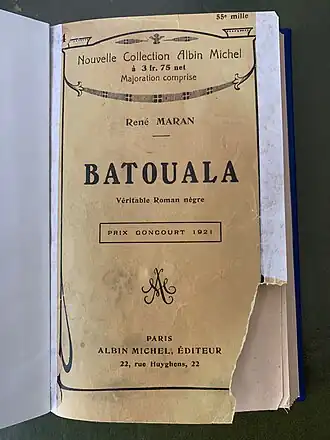 55e mille
Nouvelle Collection Albin Michel
à 3 fr. 75 net
Majoration comprise
René MARAN
BATOUALA
Véritable Roman nègre
PRIX GONCOURT 1921
PARIS
ALBIN MICHEL, ÉDITEUR
22, rue Huyghens, 22